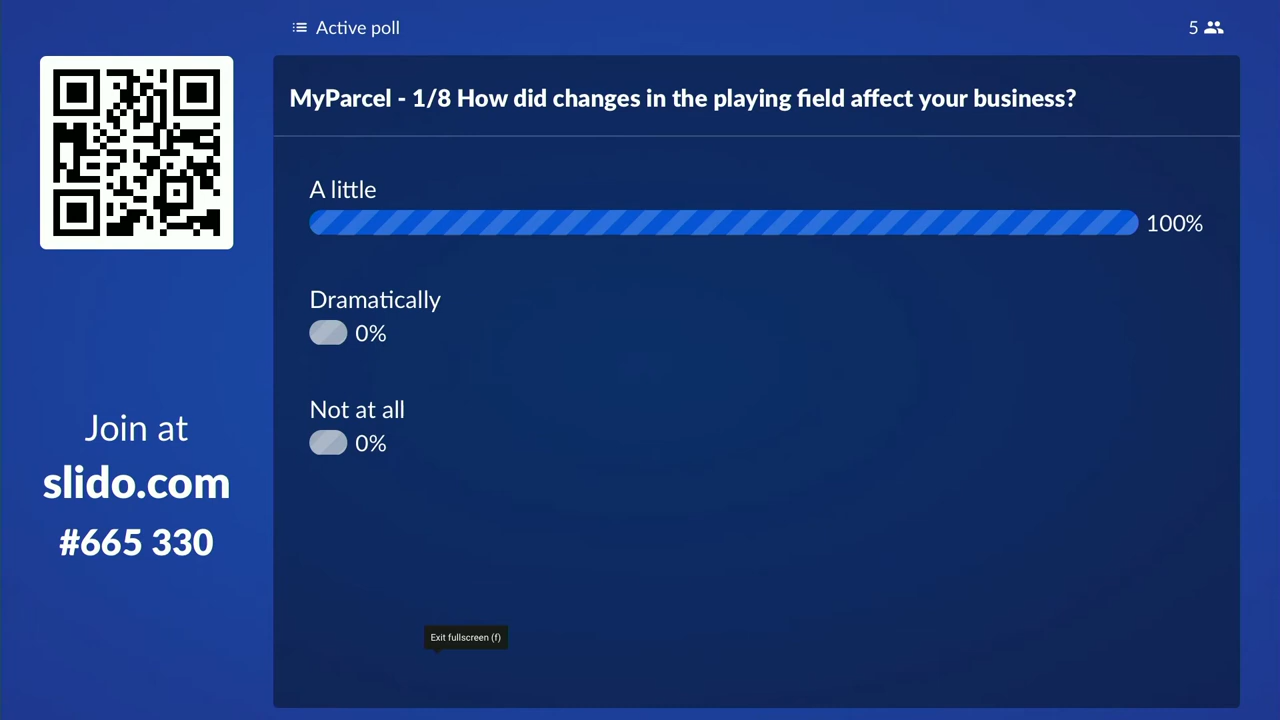 Active poll
5
MyParcel - 1/8 How did changes in the playing field affect your business?
A little
100%
Dramatically
0%
Not at all
0%
Join at
slido.com
#665 330
Exit fullscreen (f)